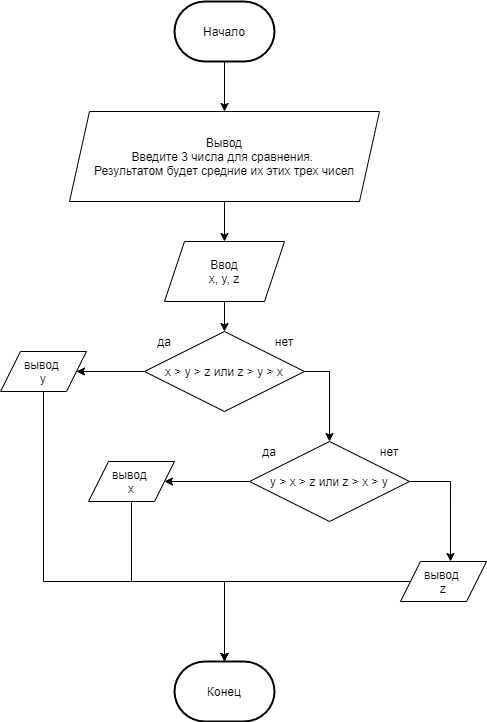 Начало
Вывод
Введите 3 числа для сравнения.
Результатом будет средние их этих трех чисел
Ввод
x, y, z
да
нет
x > y > z или z > y > x
вывод
y
да
нет
y > x > z или z > x > y
вывод
x
вывод
z
Конец